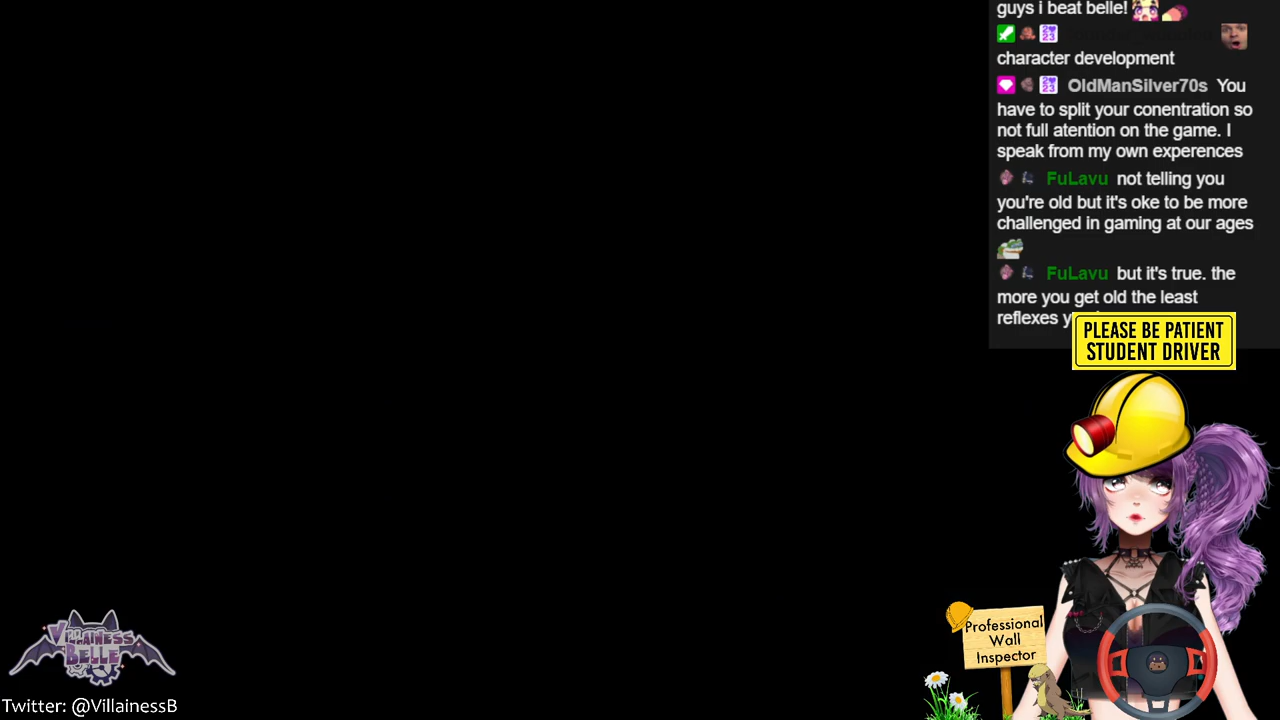 guys i beat belle!
character development
OldManSilver70s You
have to split your conentration so
not full atention on the game. I
speak from my own experences
FuLavu not telling you
you're old but it's oke to be more
challenged in gaming at our ages
FuLavu but it's true. the
more you get old the least
reflexes
PLEASE BE PATIENT
STUDENT DRIVER
Professional
Wall
Inspector
VILLAINESS
BELLE
Twitter: @VillainessB